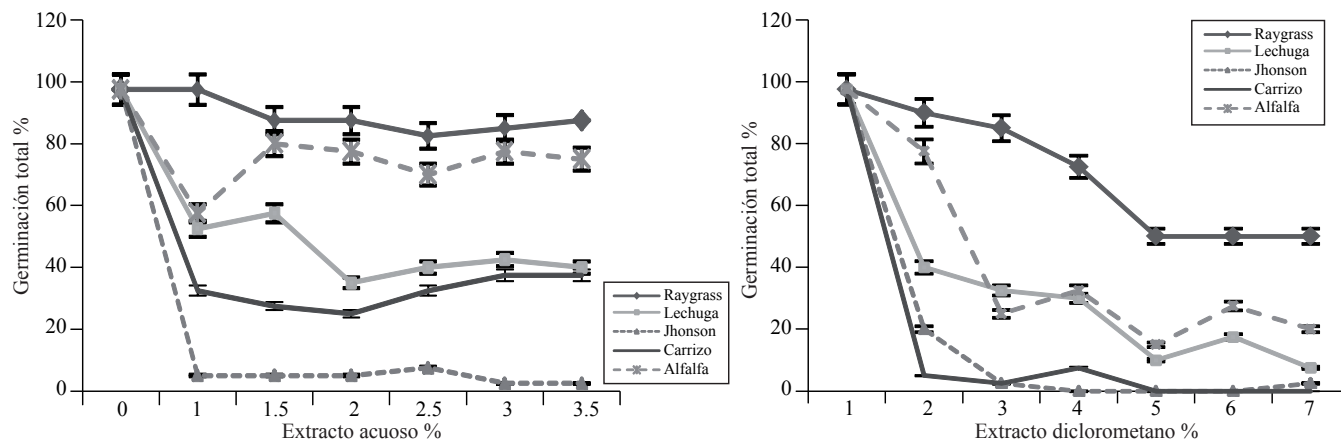 120
100
80
60
40
20
0
Germinación total %
0 1 1.5 2 2.5 3 3.5
Extracto acuoso %
Raygrass
Lechuga
Jhonson
Carrizo
Alfalfa
120
100
80
60
40
20
0
Germinación total %
1 2 3 4 5 6 7
Extracto diclorometano %
Raygrass
Lechuga
Jhonson
Carrizo
Alfalfa